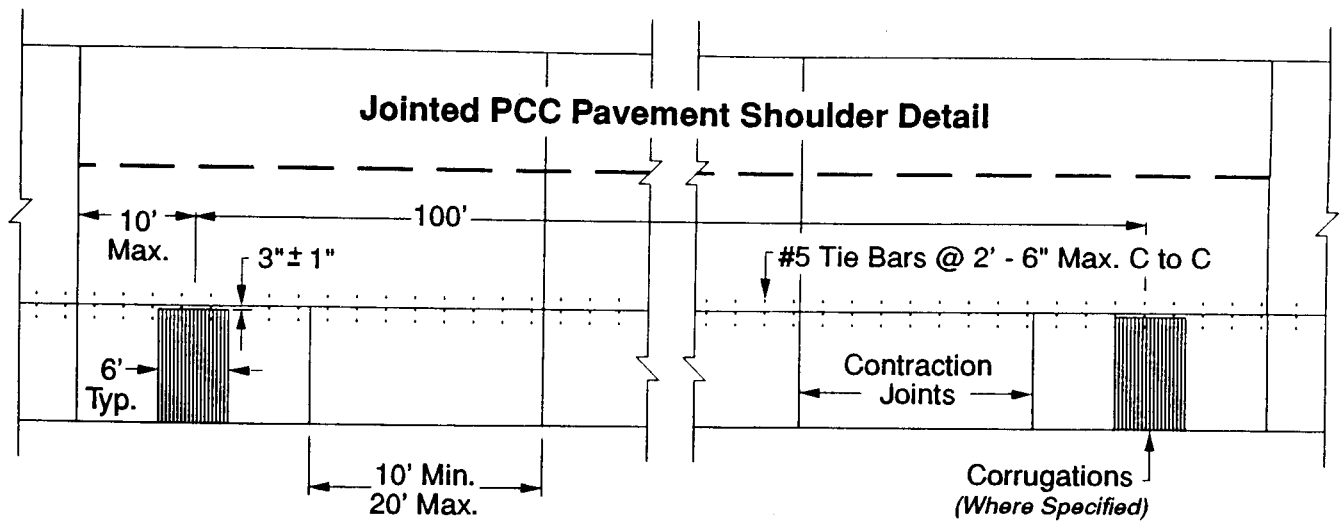 Jointed PCC Pavement Shoulder Detail
10'
Max.
100'
3"± 1"
#5 Tie Bars @ 2' - 6" Max. C to C
6'
Typ.
Contraction
Joints
10' Min.
20' Max.
Corrugations
(Where Specified)